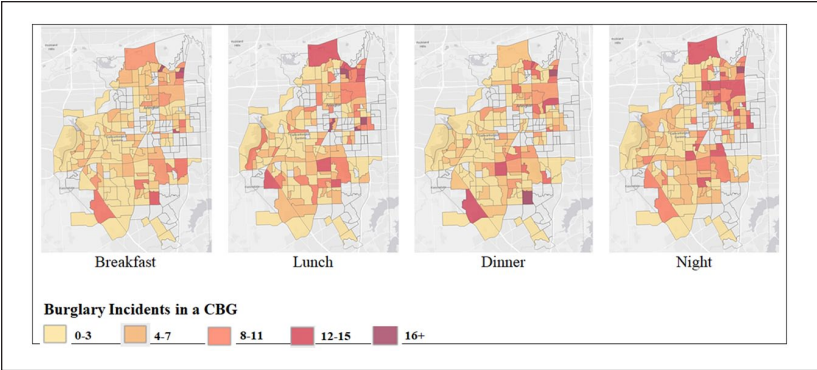 Breakfast Lunch Dinner Night
Burglary Incidents in a CBG
0-3 4-7 8-11 12-15 16+